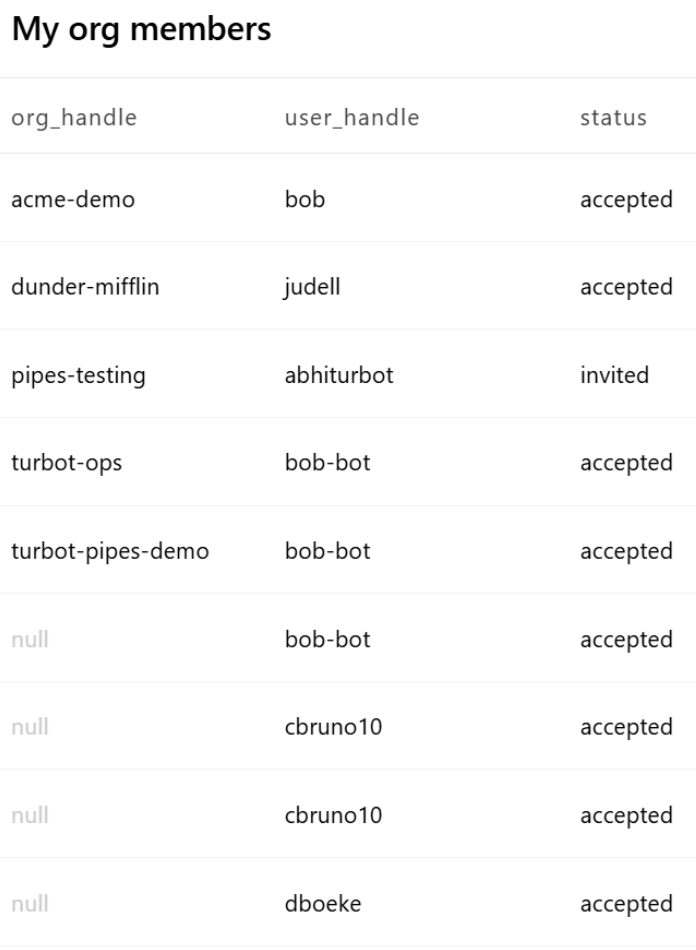 My org members
org_handle user_handle status
acme-demo bob accepted
dunder-mifflin judell accepted
pipes-testing abhiturbot invited
turbot-ops bob-bot accepted
turbot-pipes-demo bob-bot accepted
null bob-bot accepted
null cbruno10 accepted
null cbruno10 accepted
null dboeke accepted